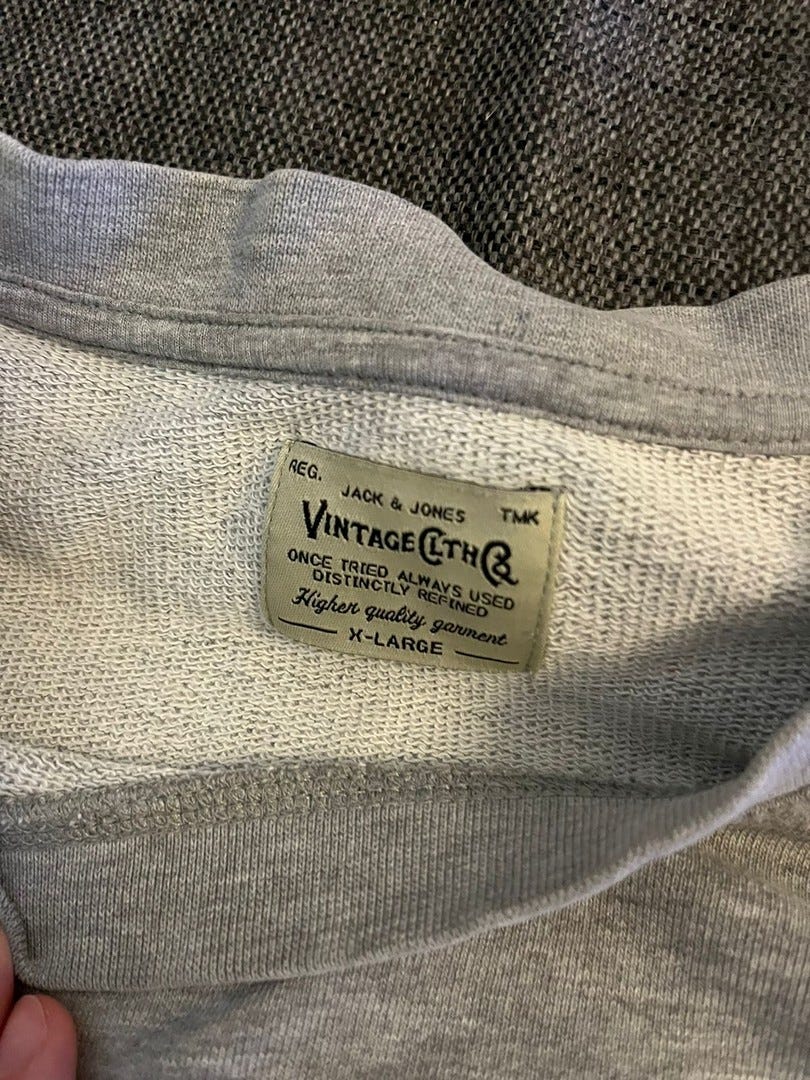 REG. JACK & JONES TMK
VINTAGE CLTH Co
ONCE TRIED ALWAYS USED
DISTINCTLY REFINED
Higher quality garment
X-LARGE